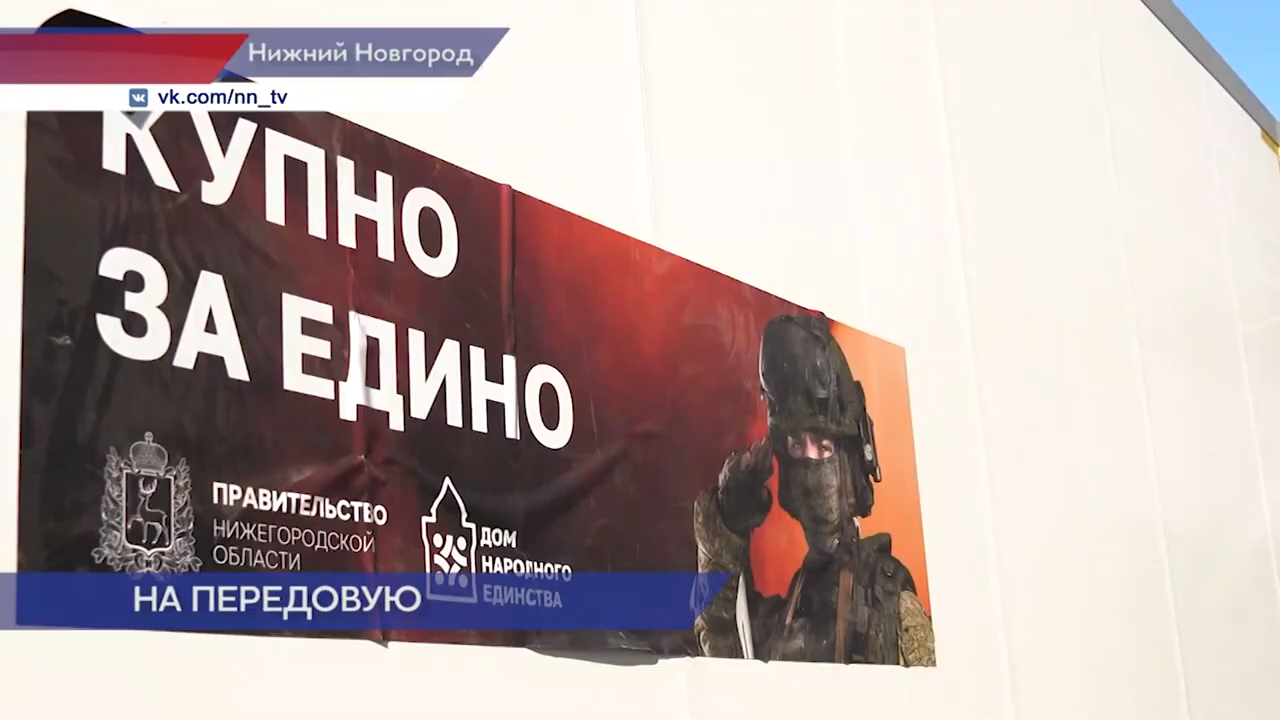 Нижний Новгород
vk.com/nn_tv
КУПНО
ЗА ЕДИНО
ПРАВИТЕЛЬСТВО
НИЖЕГОРОДСКОЙ
ОБЛАСТИ
ДОМ
НАРОДНОГО
ЕДИНСТВА
НА ПЕРЕДОВУЮ